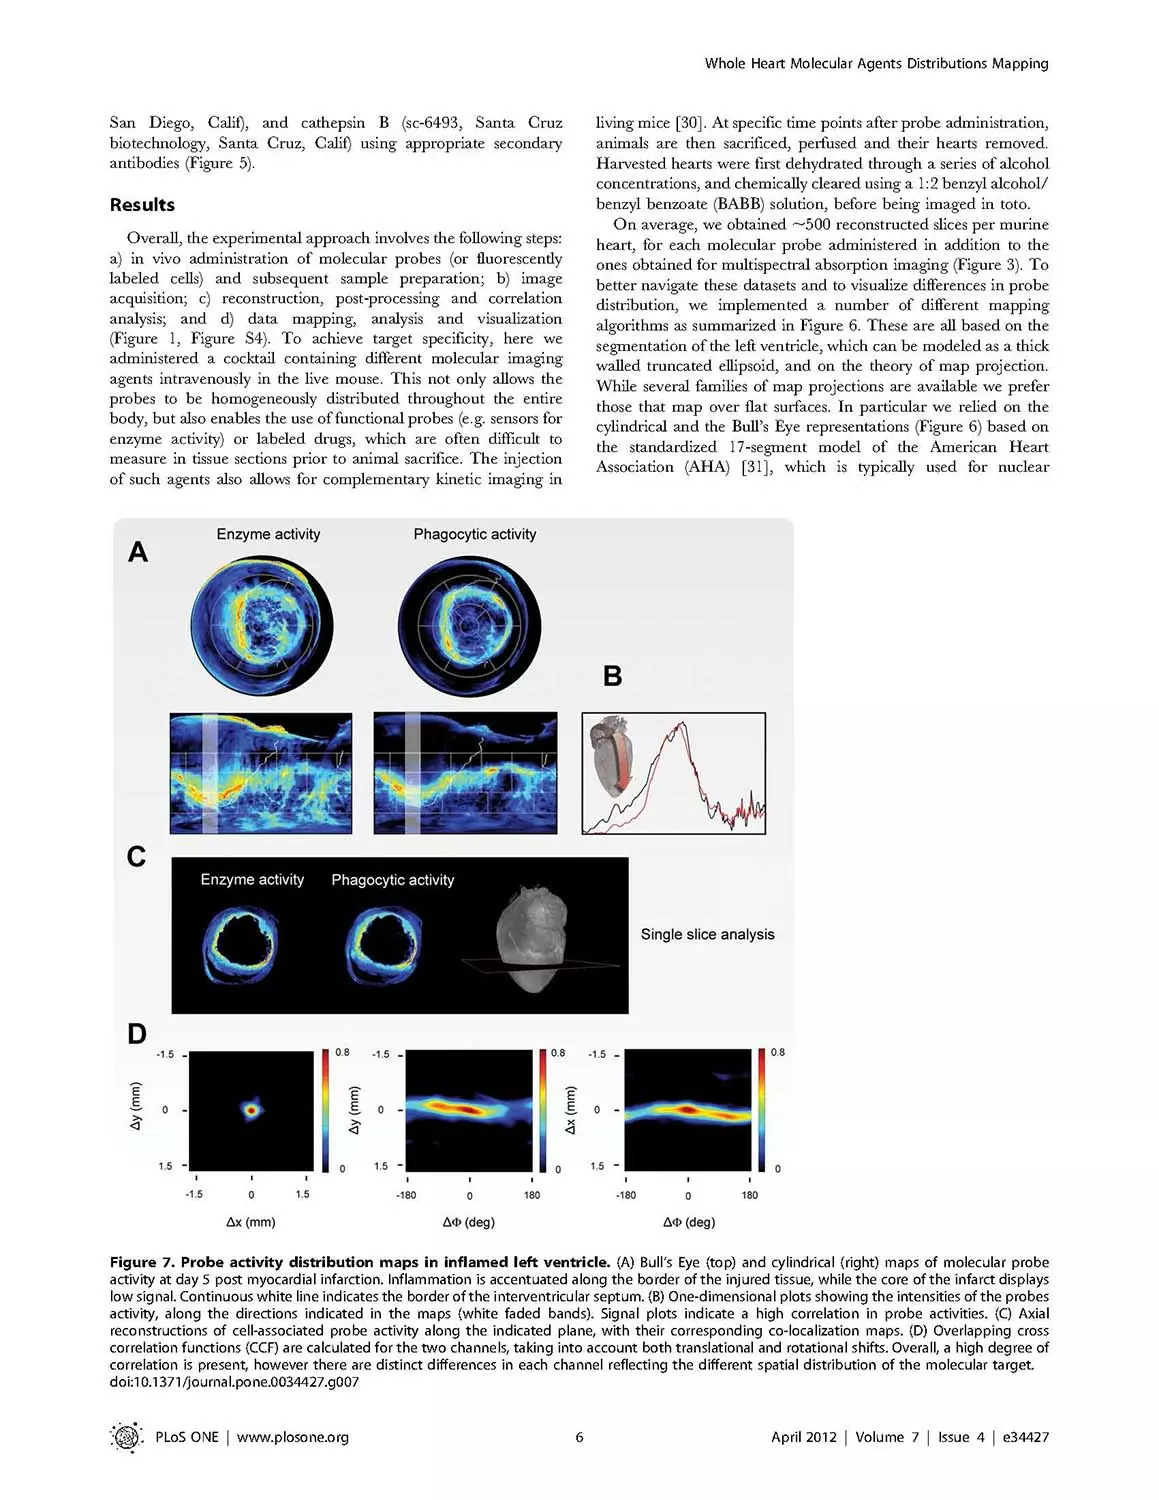 Whole Heart Molecular Agents Distributions Mapping
San Diego, Calif), and cathepsin B (sc-6493, Santa Cruz
biotechnology, Santa Cruz, Calif) using appropriate secondary
antibodies (Figure 5).
Results
Overall, the experimental approach involves the following steps:
a) in vivo administration of molecular probes (or fluorescently
labeled cells) and subsequent sample preparation; b) image
acquisition; c) reconstruction, post-processing and correlation
analysis; and d) data mapping, analysis and visualization
(Figure 1, Figure S4). To achieve target specificity, here we
administered a cocktail containing different molecular imaging
agents intravenously in the live mouse. This not only allows the
probes to be homogeneously distributed throughout the entire
body, but also enables the use of functional probes (e.g. sensors for
enzyme activity) or labeled drugs, which are often difficult to
measure in tissue sections prior to animal sacrifice. The injection
of such agents also allows for complementary kinetic imaging in
living mice [30]. At specific time points after probe administration,
animals are then sacrificed, perfused and their hearts removed.
Harvested hearts were first dehydrated through a series of alcohol
concentrations, and chemically cleared using a 1:2 benzyl alcohol/
benzyl benzoate (BABB) solution, before being imaged in toto.
On average, we obtained ~500 reconstructed slices per murine
heart, for each molecular probe administered in addition to the
ones obtained for multispectral absorption imaging (Figure 3). To
better navigate these datasets and to visualize differences in probe
distribution, we implemented a number of different mapping
algorithms as summarized in Figure 6. These are all based on the
segmentation of the left ventricle, which can be modeled as a thick
walled truncated ellipsoid, and on the theory of map projection.
While several families of map projections are available we prefer
those that map over flat surfaces. In particular we relied on the
cylindrical and the Bull's Eye representations (Figure 6) based on
the standardized 17-segment model of the American Heart
Association (AHA) [31], which is typically used for nuclear
A
Enzyme activity Phagocytic activity
B
C
Enzyme activity Phagocytic activity
Single slice analysis
D
-1.5 0.8 -1.5 0.8 -1.5 0.8
Δy (mm) 0 Δy (mm) 0 Δx (mm) 0
1.5 0 1.5 0 1.5 0
-1.5 0 1.5 -180 0 180 -180 0 180
Δx (mm) ΔΦ (deg) ΔΦ (deg)
Figure 7. Probe activity distribution maps in inflamed left ventricle. (A) Bull's Eye (top) and cylindrical (right) maps of molecular probe
activity at day 5 post myocardial infarction. Inflammation is accentuated along the border of the injured tissue, while the core of the infarct displays
low signal. Continuous white line indicates the border of the interventricular septum. (B) One-dimensional plots showing the intensities of the probes
activity, along the directions indicated in the maps (white faded bands). Signal plots indicate a high correlation in probe activities. (C) Axial
reconstructions of cell-associated probe activity along the indicated plane, with their corresponding co-localization maps. (D) Overlapping cross
correlation functions (CCF) are calculated for the two channels, taking into account both translational and rotational shifts. Overall, a high degree of
correlation is present, however there are distinct differences in each channel reflecting the different spatial distribution of the molecular target.
doi:10.1371/journal.pone.0034427.g007
PLoS ONE | www.plosone.org 6 April 2012 | Volume 7 | Issue 4 | e34427